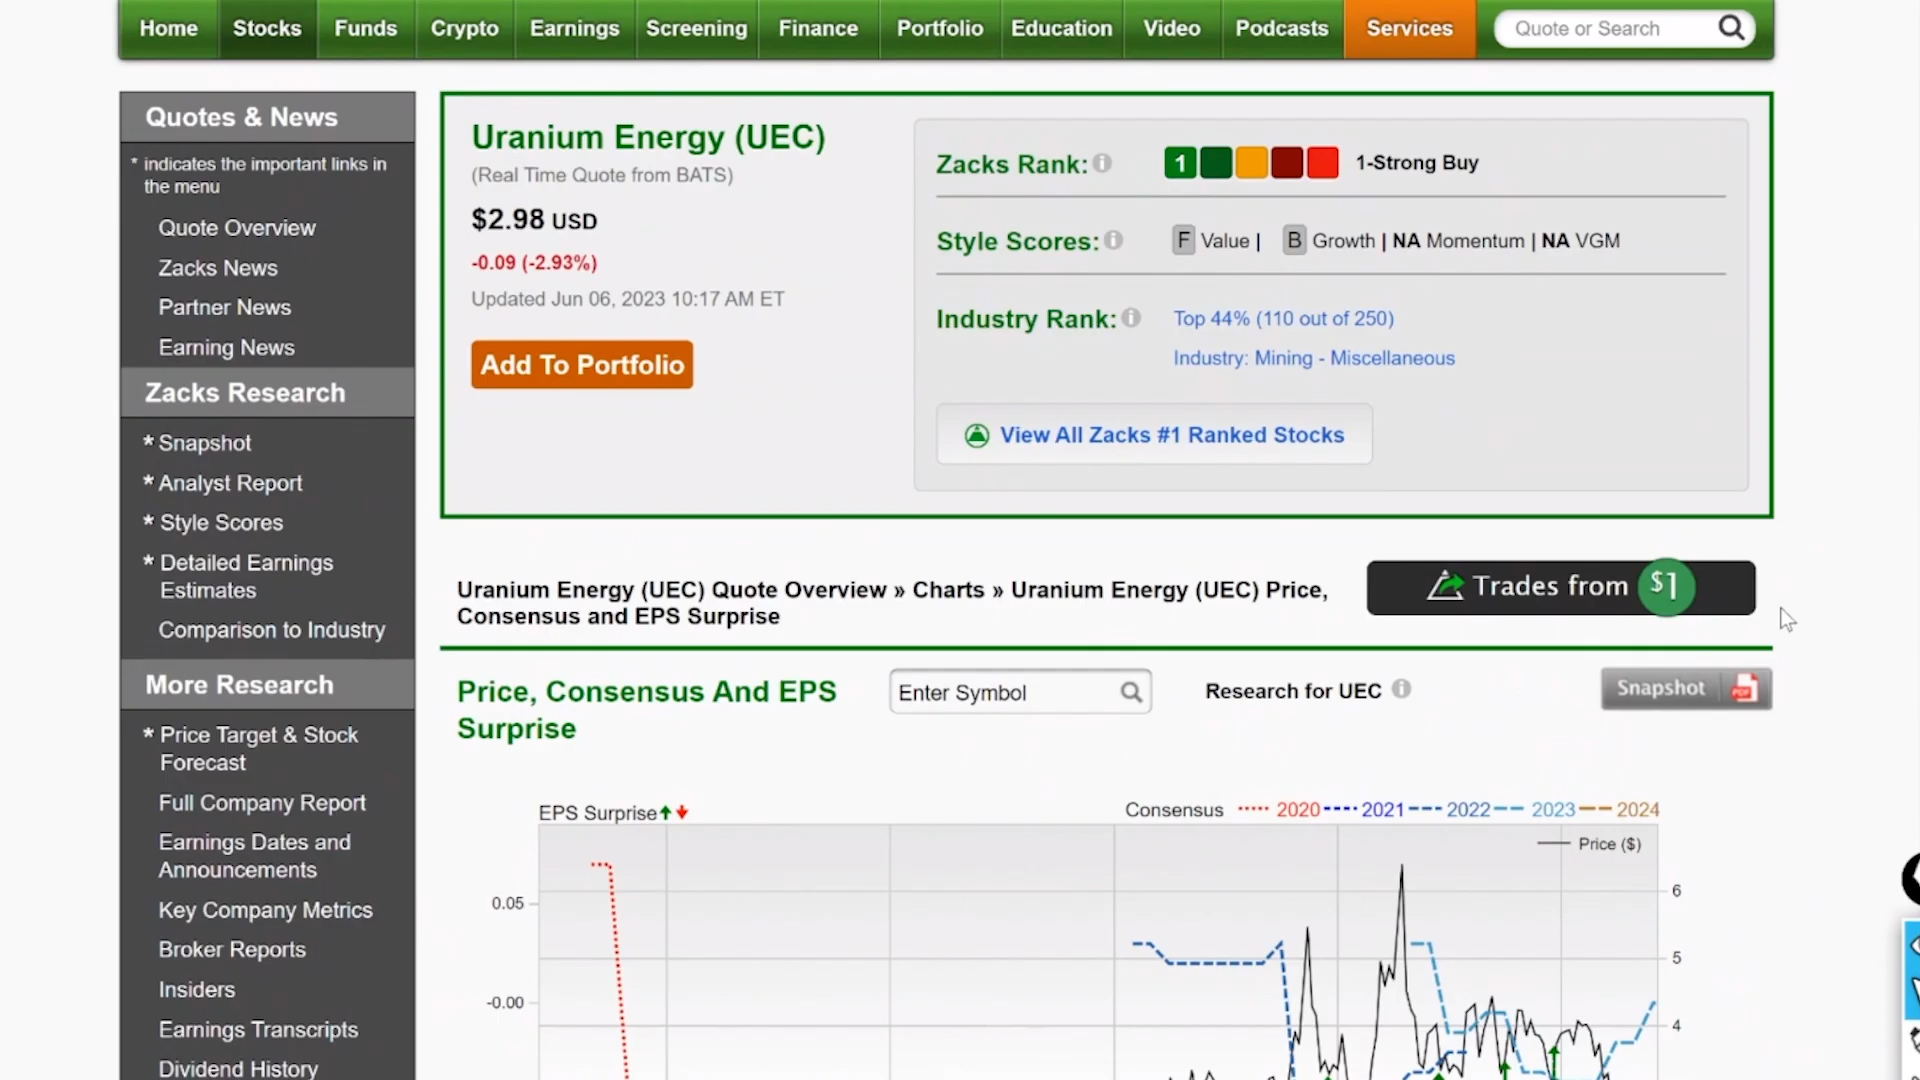 Home Stocks Funds Crypto Earnings Screening Finance Portfolio Education Video Podcasts Services Quote or Search
Quotes & News
* indicates the important links in
the menu
Quote Overview
Zacks News
Partner News
Earning News
Zacks Research
* Snapshot
* Analyst Report
* Style Scores
* Detailed Earnings
Estimates
Comparison to Industry
More Research
* Price Target & Stock
Forecast
Full Company Report
Earnings Dates and
Announcements
Key Company Metrics
Broker Reports
Insiders
Earnings Transcripts
Dividend History
Uranium Energy (UEC)
(Real Time Quote from BATS)
$2.98 USD
-0.09 (-2.93%)
Updated Jun 06, 2023 10:17 AM ET
Add To Portfolio
Zacks Rank: 1 1-Strong Buy
Style Scores: F Value | B Growth | NA Momentum | NA VGM
Industry Rank: Top 44% (110 out of 250)
Industry: Mining - Miscellaneous
View All Zacks #1 Ranked Stocks
Uranium Energy (UEC) Quote Overview » Charts » Uranium Energy (UEC) Price,
Consensus and EPS Surprise
Trades from $1
Price, Consensus And EPS
Surprise
Enter Symbol
Research for UEC
Snapshot PDF
EPS Surprise
Consensus 2020 2021 2022 2023 2024
Price ($)
0.05
-0.00
6
5
4